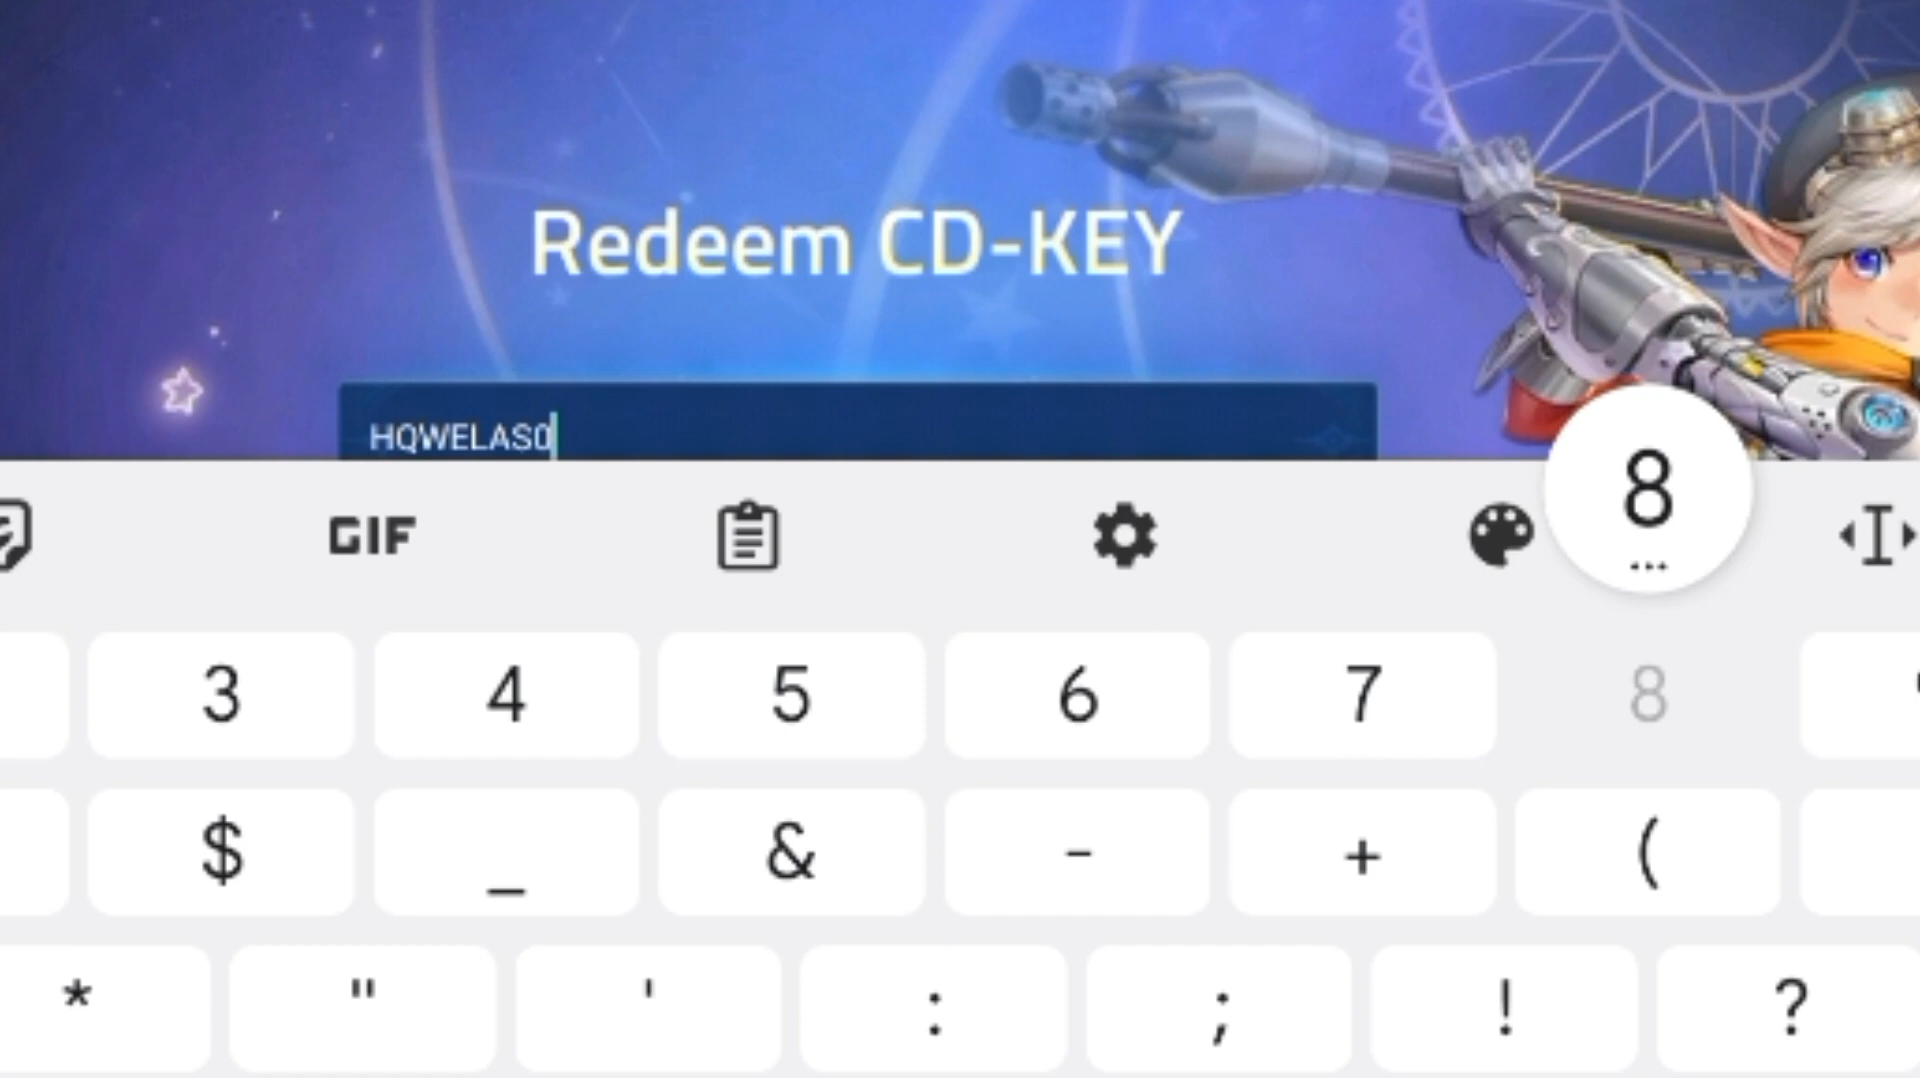 Redeem CD-KEY
HQWELAS0
8
...
GIF
3 4 5 6 7 8
$ _ & - + (
* " ' : ; ! ?